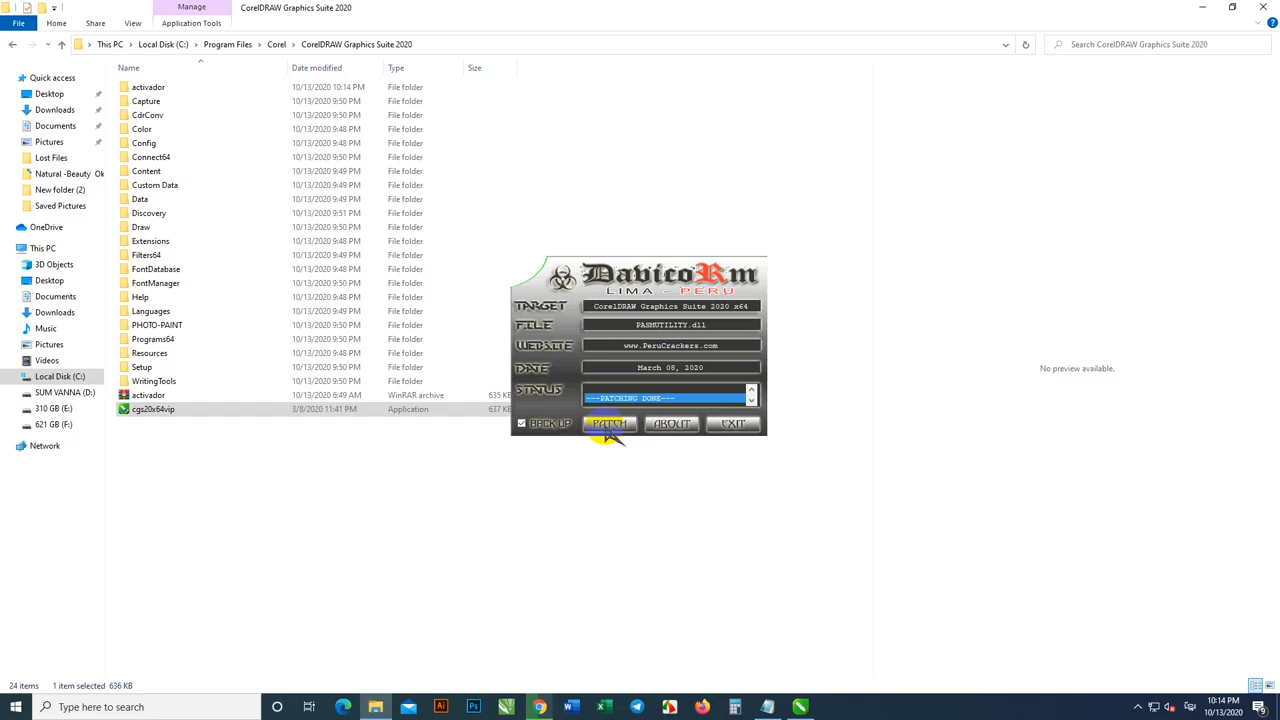 Manage
CorelDRAW Graphics Suite 2020
File
Home
Share
View
Application Tools
This PC
Local Disk (C:)
Program Files
Corel
CorelDRAW Graphics Suite 2020
Search CorelDRAW Graphics Suite 2020
Name
Date modified
Type
Size
Quick access
Desktop
Downloads
Documents
Pictures
Lost Files
Natural -Beauty Ok
New folder (2)
Saved Pictures
OneDrive
This PC
3D Objects
Desktop
Documents
Downloads
Music
Pictures
Videos
Local Disk (C:)
SUM VANNA (D:)
310 GB (E:)
621 GB (F:)
Network
activador 10/13/2020 10:14 PM File folder
Capture 10/13/2020 9:50 PM File folder
CdrConv 10/13/2020 9:50 PM File folder
Color 10/13/2020 9:48 PM File folder
Config 10/13/2020 9:48 PM File folder
Connect64 10/13/2020 9:50 PM File folder
Content 10/13/2020 9:49 PM File folder
Custom Data 10/13/2020 9:49 PM File folder
Data 10/13/2020 9:49 PM File folder
Discovery 10/13/2020 9:51 PM File folder
Draw 10/13/2020 9:50 PM File folder
Extensions 10/13/2020 9:48 PM File folder
Filters64 10/13/2020 9:49 PM File folder
FontDatabase 10/13/2020 9:50 PM File folder
FontManager 10/13/2020 9:50 PM File folder
Help 10/13/2020 9:48 PM File folder
Languages 10/13/2020 9:49 PM File folder
PHOTO-PAINT 10/13/2020 9:50 PM File folder
Programs64 10/13/2020 9:50 PM File folder
Resources 10/13/2020 9:48 PM File folder
Setup 10/13/2020 9:50 PM File folder
WritingTools 10/13/2020 9:50 PM File folder
activador 10/13/2020 6:49 AM WinRAR archive 635 K
cgs20x64vip 3/8/2020 11:41 PM Application 637 K
DavicoRm
LIMA - PERU
TARGET CorelDRAW Graphics Suite 2020 x64
FILE PASMUTILITY.dll
WEBSITE www.PeruCrackers.com
DATE March 08, 2020
STATUS ---PATCHING DONE---
BACK UP PATCH ABOUT EXIT
No preview available.
24 items 1 item selected 636 KB
Type here to search
10:14 PM
10/13/2020